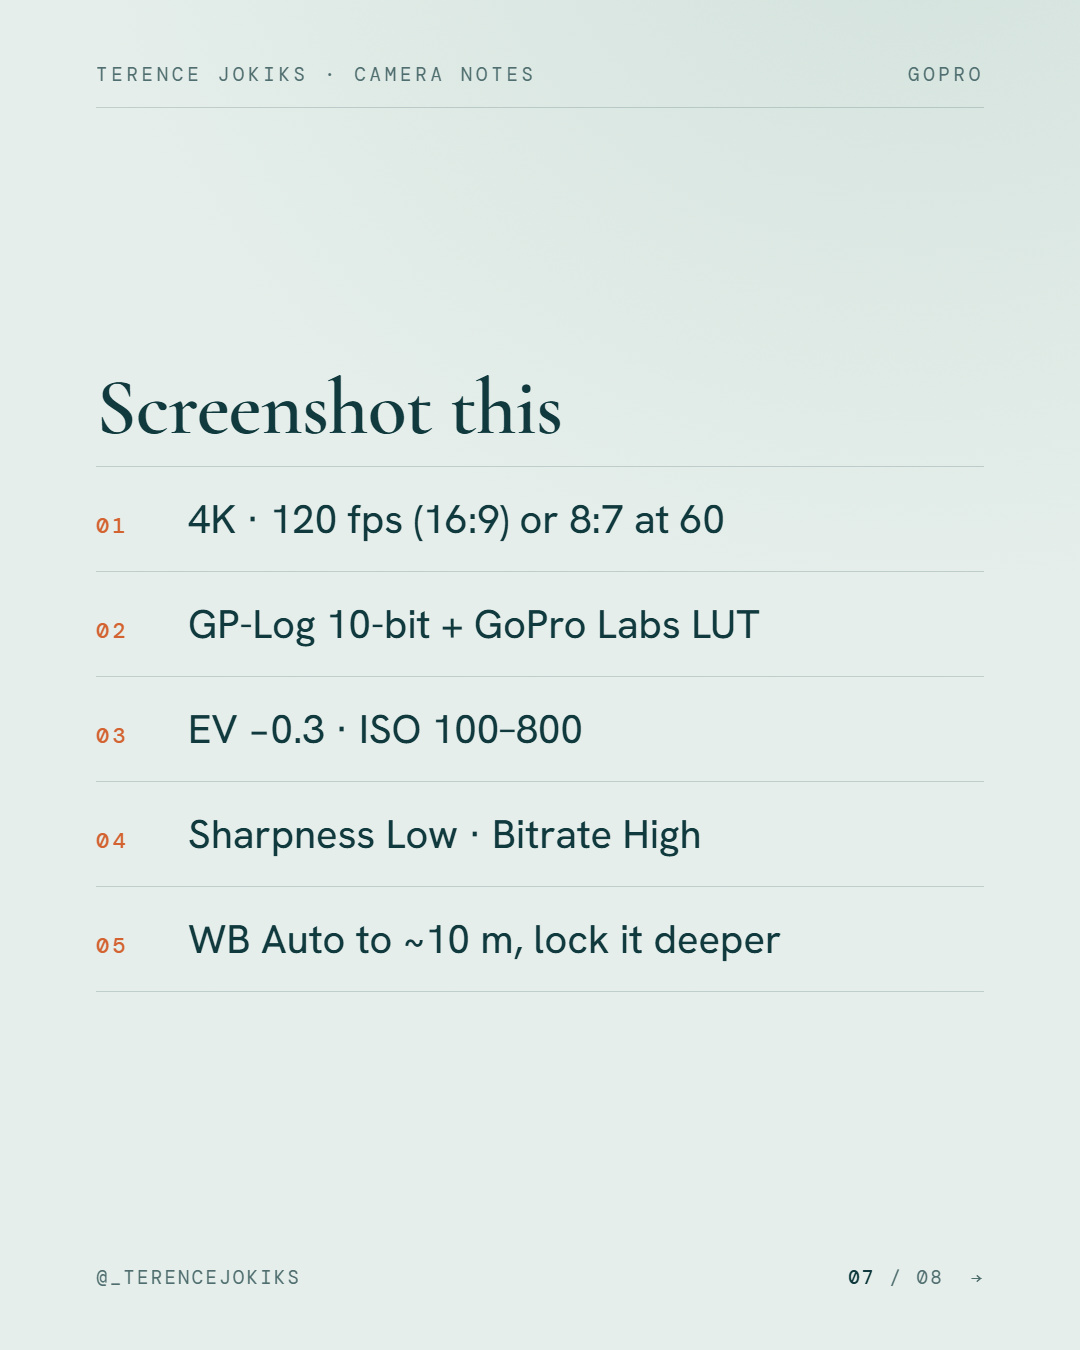 TERENCE JOKIKS · CAMERA NOTES
GOPRO
Screenshot this
01 4K · 120 fps (16:9) or 8:7 at 60
02 GP-Log 10-bit + GoPro Labs LUT
03 EV −0.3 · ISO 100–800
04 Sharpness Low · Bitrate High
05 WB Auto to ~10 m, lock it deeper
@_TERENCEJOKIKS
07 / 08 →